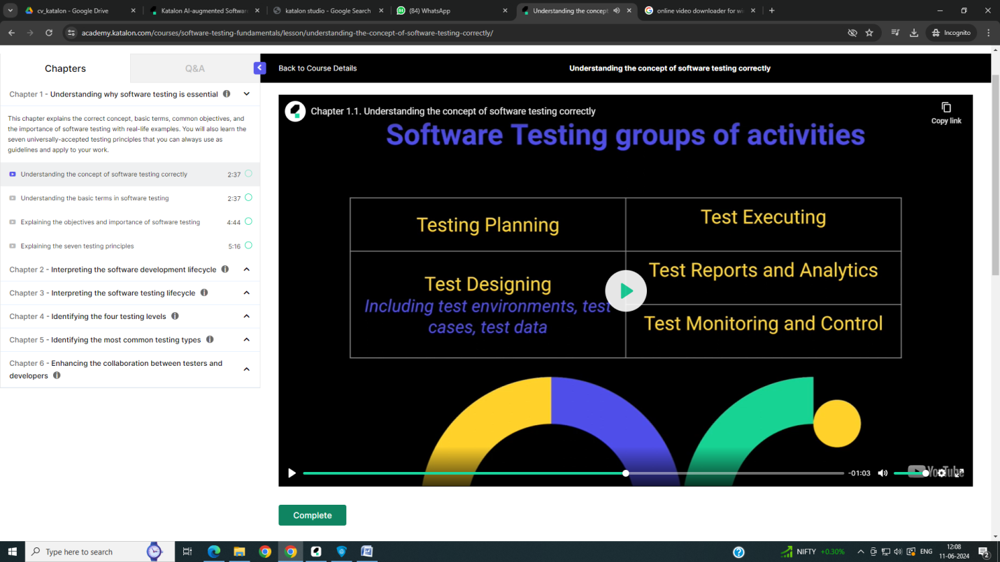 cv_katalon - Google Drive
Katalon AI-augmented Softwar
katalon studio - Google Search
(84) WhatsApp
Understanding the concept
online video downloader for wi
academy.katalon.com/courses/software-testing-fundamentals/lesson/understanding-the-concept-of-software-testing-correctly/
Incognito
Chapters
Q&A
Back to Course Details
Understanding the concept of software testing correctly
Chapter 1 - Understanding why software testing is essential
This chapter explains the correct concept, basic terms, common objectives, and
the importance of software testing with real-life examples. You will also learn the
seven universally-accepted testing principles that you can always use as
guidelines and apply to your work.
Understanding the concept of software testing correctly 2:37
Understanding the basic terms in software testing 2:37
Explaining the objectives and importance of software testing 4:44
Explaining the seven testing principles 5:16
Chapter 2 - Interpreting the software development lifecycle
Chapter 3 - Interpreting the software testing lifecycle
Chapter 4 - Identifying the four testing levels
Chapter 5 - Identifying the most common testing types
Chapter 6 - Enhancing the collaboration between testers and
developers
Chapter 1.1. Understanding the concept of software testing correctly
Copy link
Software Testing groups of activities
Testing Planning
Test Executing
Test Designing
Including test environments, test
cases, test data
Test Reports and Analytics
Test Monitoring and Control
-01:03
YouTube
Complete
Type here to search
NIFTY +0.30%
ENG
12:08
11-06-2024
2